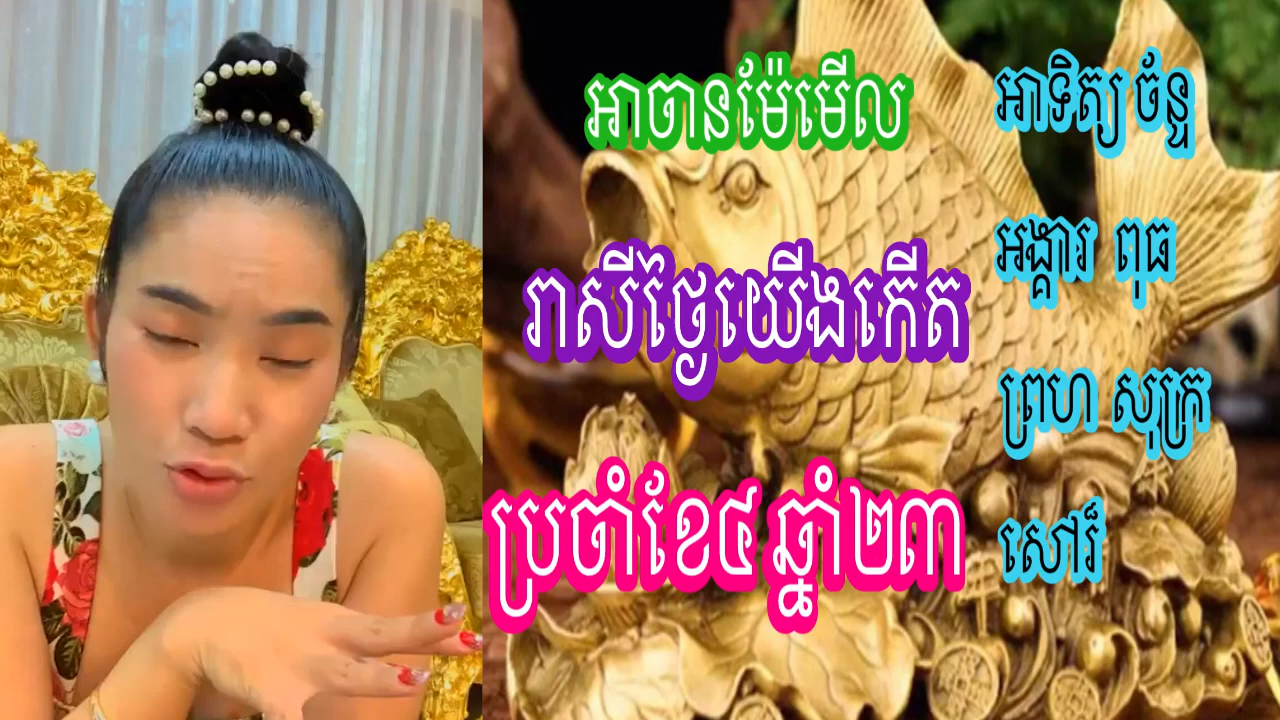 អាចានម៉ែមើល
រាសីថ្ងៃយើងកើត
ប្រចាំខែ៤ ឆ្នាំ២៣
អាទិត្យ ច័ន្ទ
អង្គារ ពុធ
ព្រហ សុក្រ
សៅរ៍